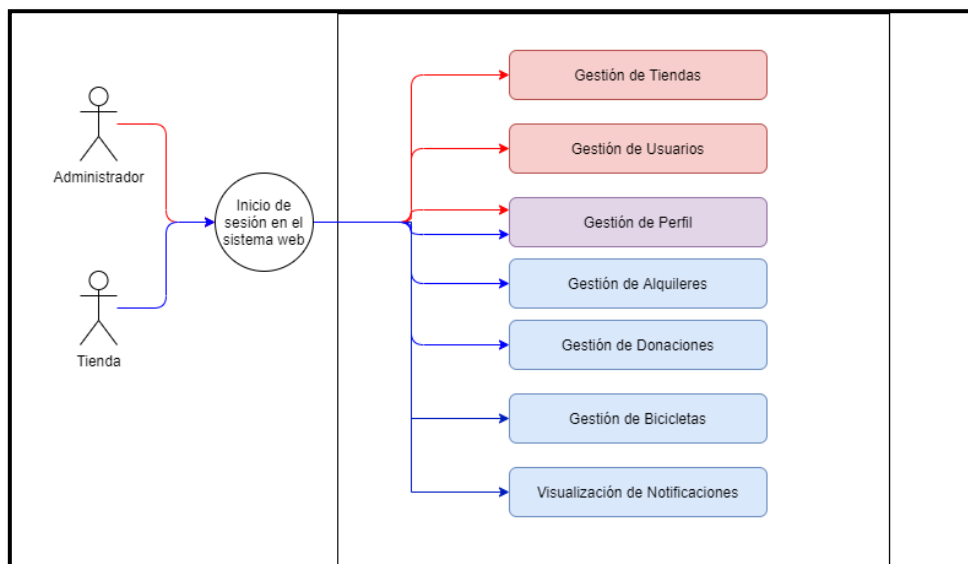 Administrador
Tienda
Inicio de
sesión en el
sistema web
Gestión de Tiendas
Gestión de Usuarios
Gestión de Perfil
Gestión de Alquileres
Gestión de Donaciones
Gestión de Bicicletas
Visualización de Notificaciones